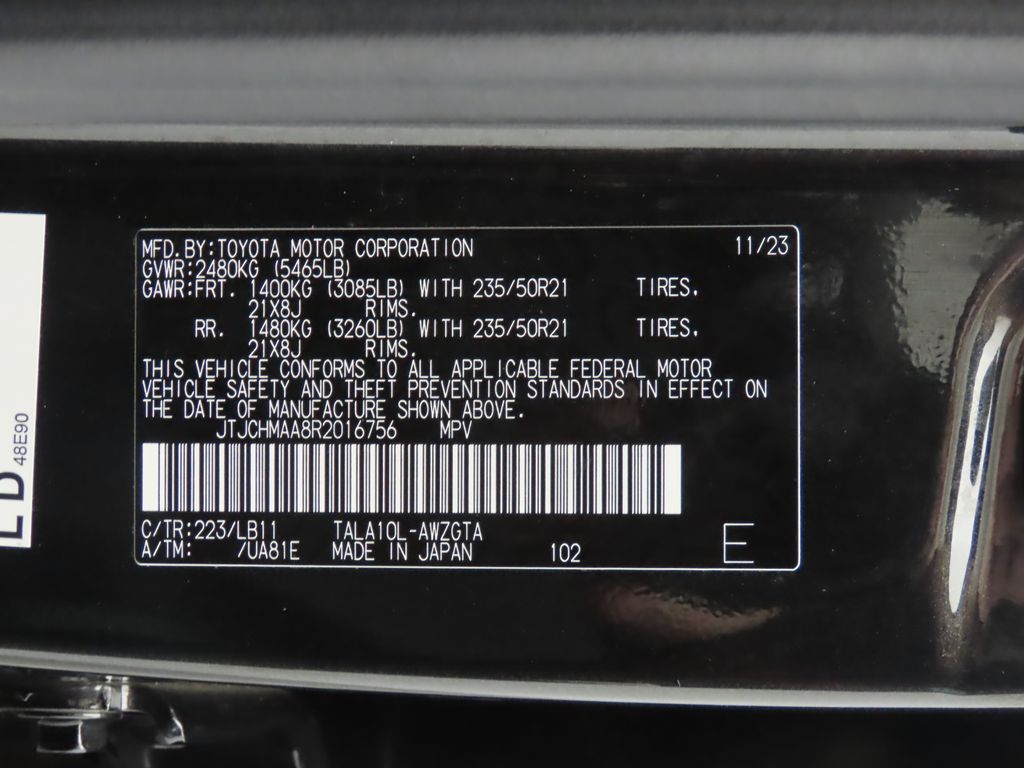 MFD.BY:TOYOTA MOTOR CORPORATION 11/23
GVWR:2480KG (5465LB)
GAWR:FRT. 1400KG (3085LB) WITH 235/50R21 TIRES.
21X8J RIMS.
RR. 1480KG (3260LB) WITH 235/50R21 TIRES.
21X8J RIMS.
THIS VEHICLE CONFORMS TO ALL APPLICABLE FEDERAL MOTOR
VEHICLE SAFETY AND THEFT PREVENTION STANDARDS IN EFFECT ON
THE DATE OF MANUFACTURE SHOWN ABOVE.
JTJCHMAA8R2016756 MPV
C/TR:223/LB11 TALA10L-AWZGTA
A/TM: /UA81E MADE IN JAPAN 102 E
48E90